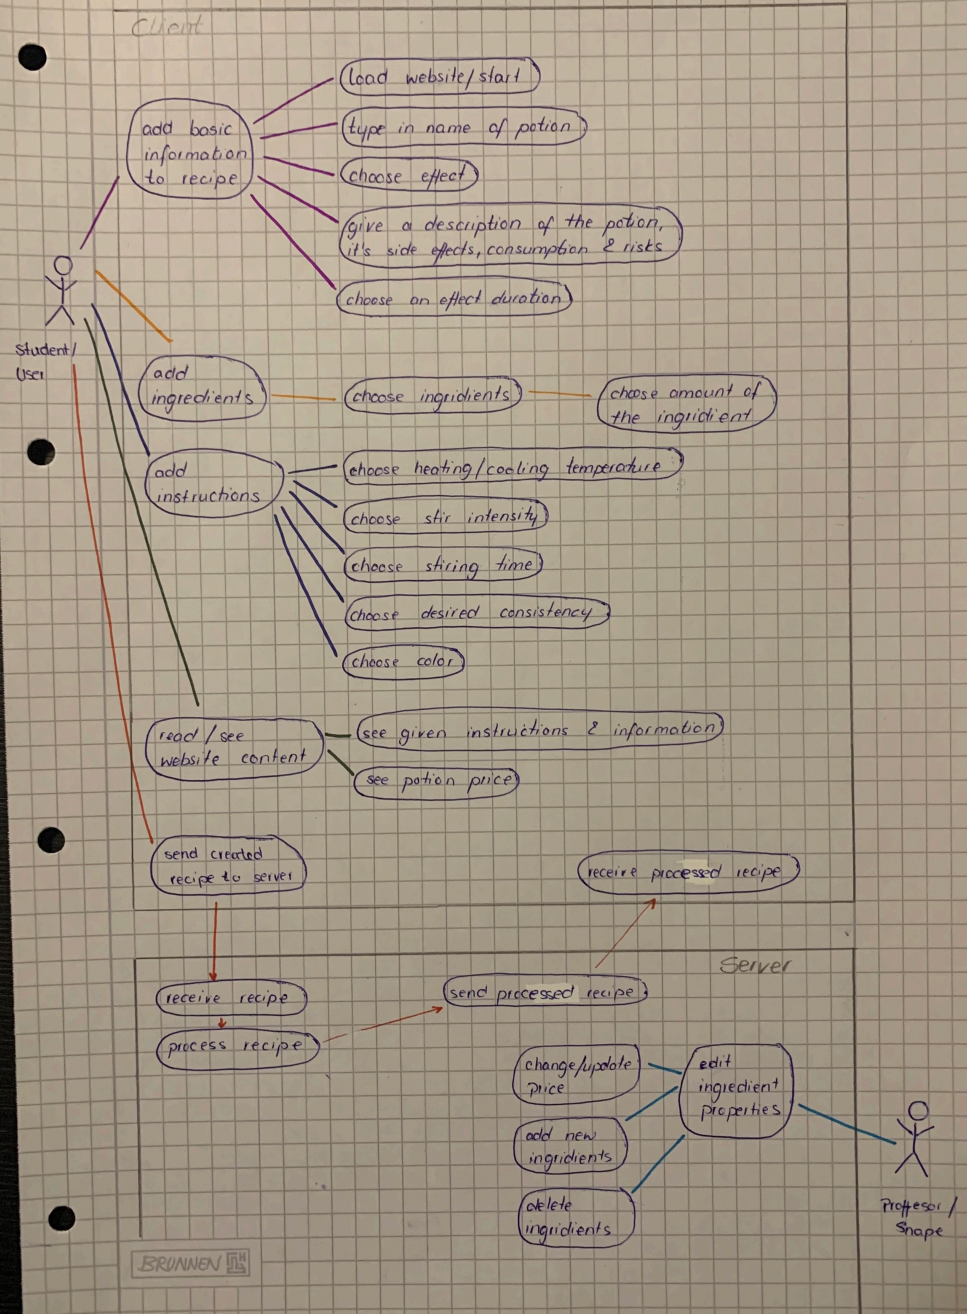 Client
load website/start
add basic
information
to recipe
type in name of potion
choose effect
give a description of the potion,
it's side effects, consumption & risks
choose an effect duration
Student/
User
add
ingredients
choose ingridients
choose amount of
the ingridient
add
instructions
choose heating/cooling temperature
choose stir intensity
choose stiring time
choose desired consistency
choose color
read/see
website content
see given instructions & information
see potion price
send created
recipe to server
receive processed recipe
Server
receive recipe
send processed recipe
process recipe
change/update
price
edit
ingredient
properties
add new
ingridients
delete
ingridients
Proffesor/
Snape
BRUNNEN